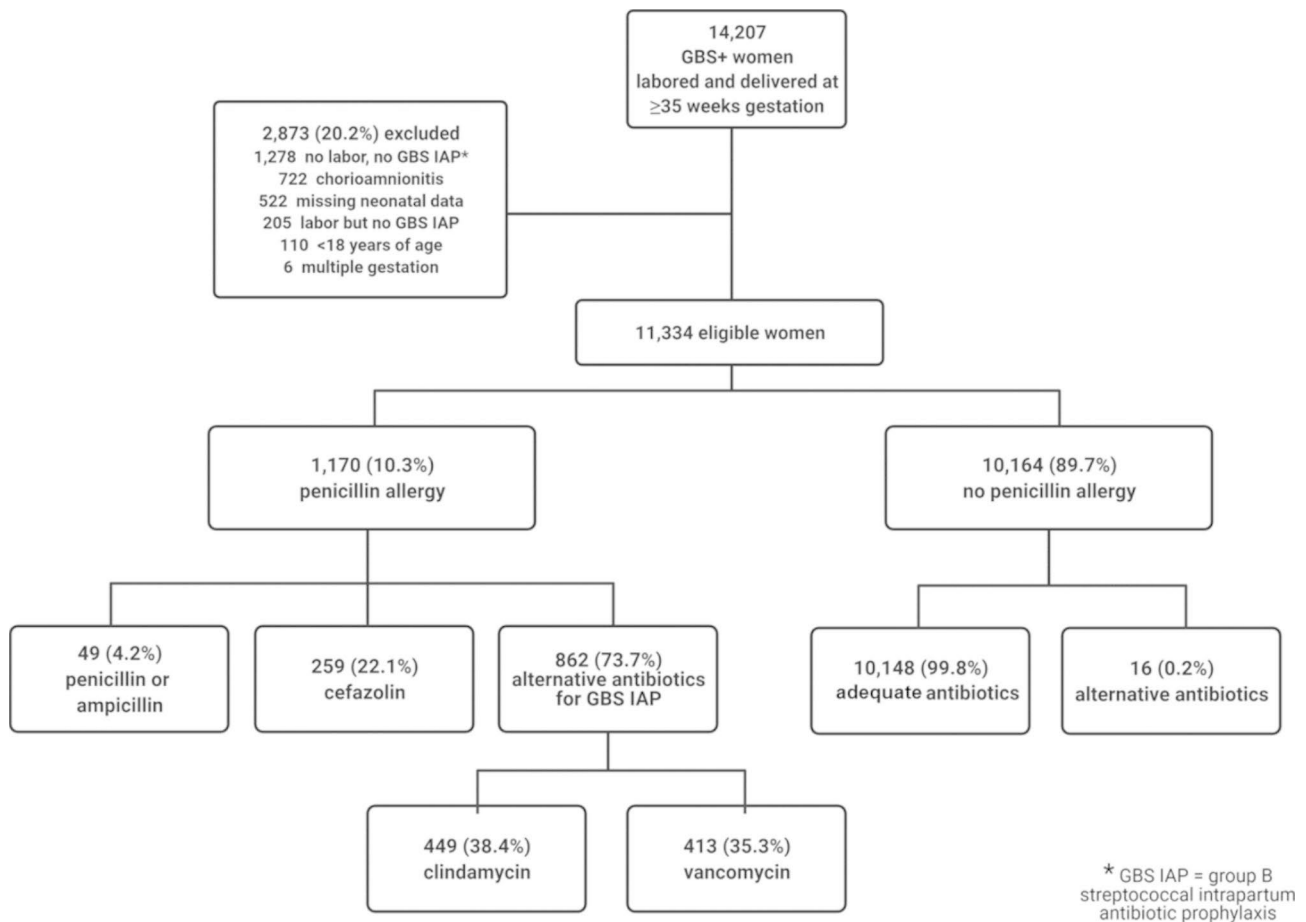 14,207
GBS+ women
labored and delivered at
≥35 weeks gestation
2,873 (20.2%) excluded
1,278 no labor, no GBS IAP*
722 chorioamnionitis
522 missing neonatal data
205 labor but no GBS IAP
110 <18 years of age
6 multiple gestation
11,334 eligible women
1,170 (10.3%)
penicillin allergy
10,164 (89.7%)
no penicillin allergy
49 (4.2%)
penicillin or
ampicillin
259 (22.1%)
cefazolin
862 (73.7%)
alternative antibiotics
for GBS IAP
10,148 (99.8%)
adequate antibiotics
16 (0.2%)
alternative antibiotics
449 (38.4%)
clindamycin
413 (35.3%)
vancomycin
* GBS IAP = group B
streptococcal intrapartum
antibiotic prophylaxis